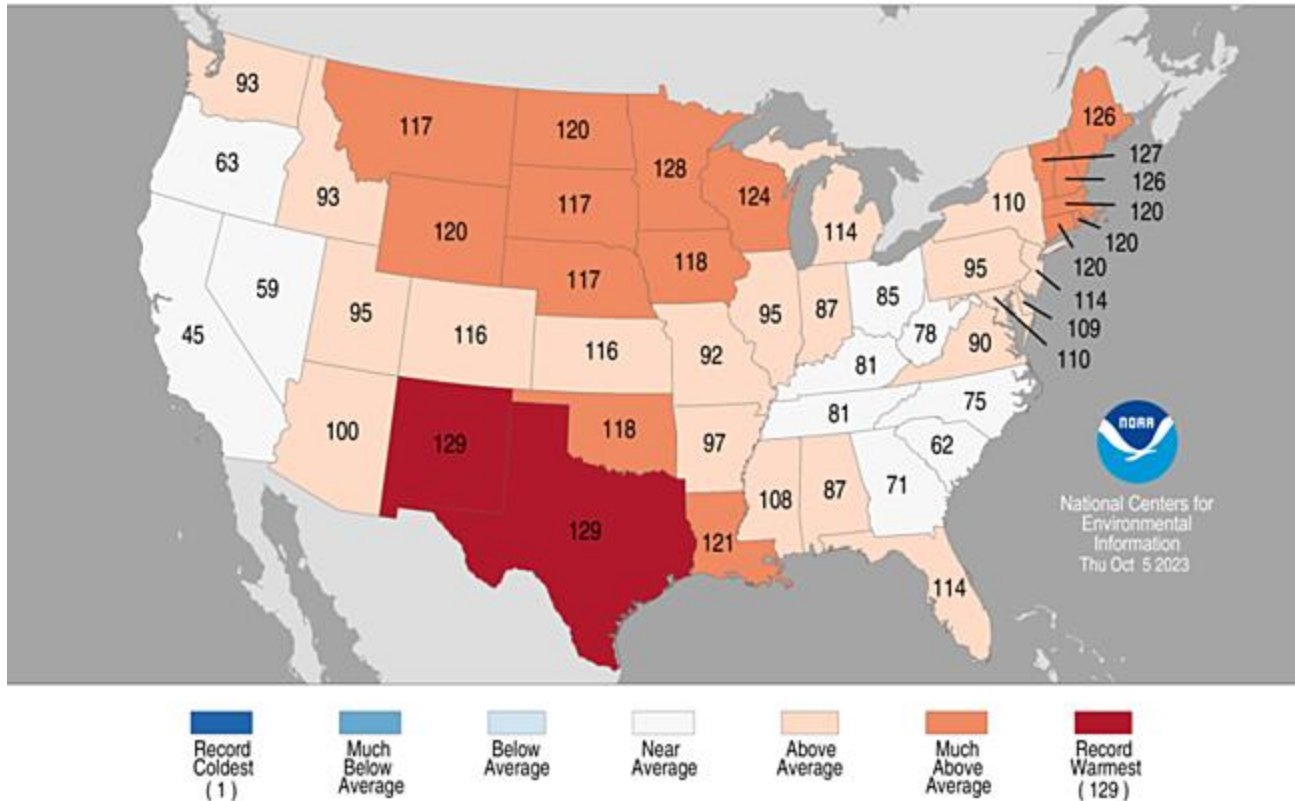 93
117
120
128
126
127
63
93
120
117
124
114
110
126
120
120
120
118
117
59
95
116
116
92
95
87
85
95
114
109
110
45
78
90
81
100
129
118
97
81
75
62
108
87
71
129
121
114
NOAA
National Centers for
Environmental
Information
Thu Oct 5 2023
Record
Coldest
(1)
Much
Below
Average
Below
Average
Near
Average
Above
Average
Much
Above
Average
Record
Warmest
(129)